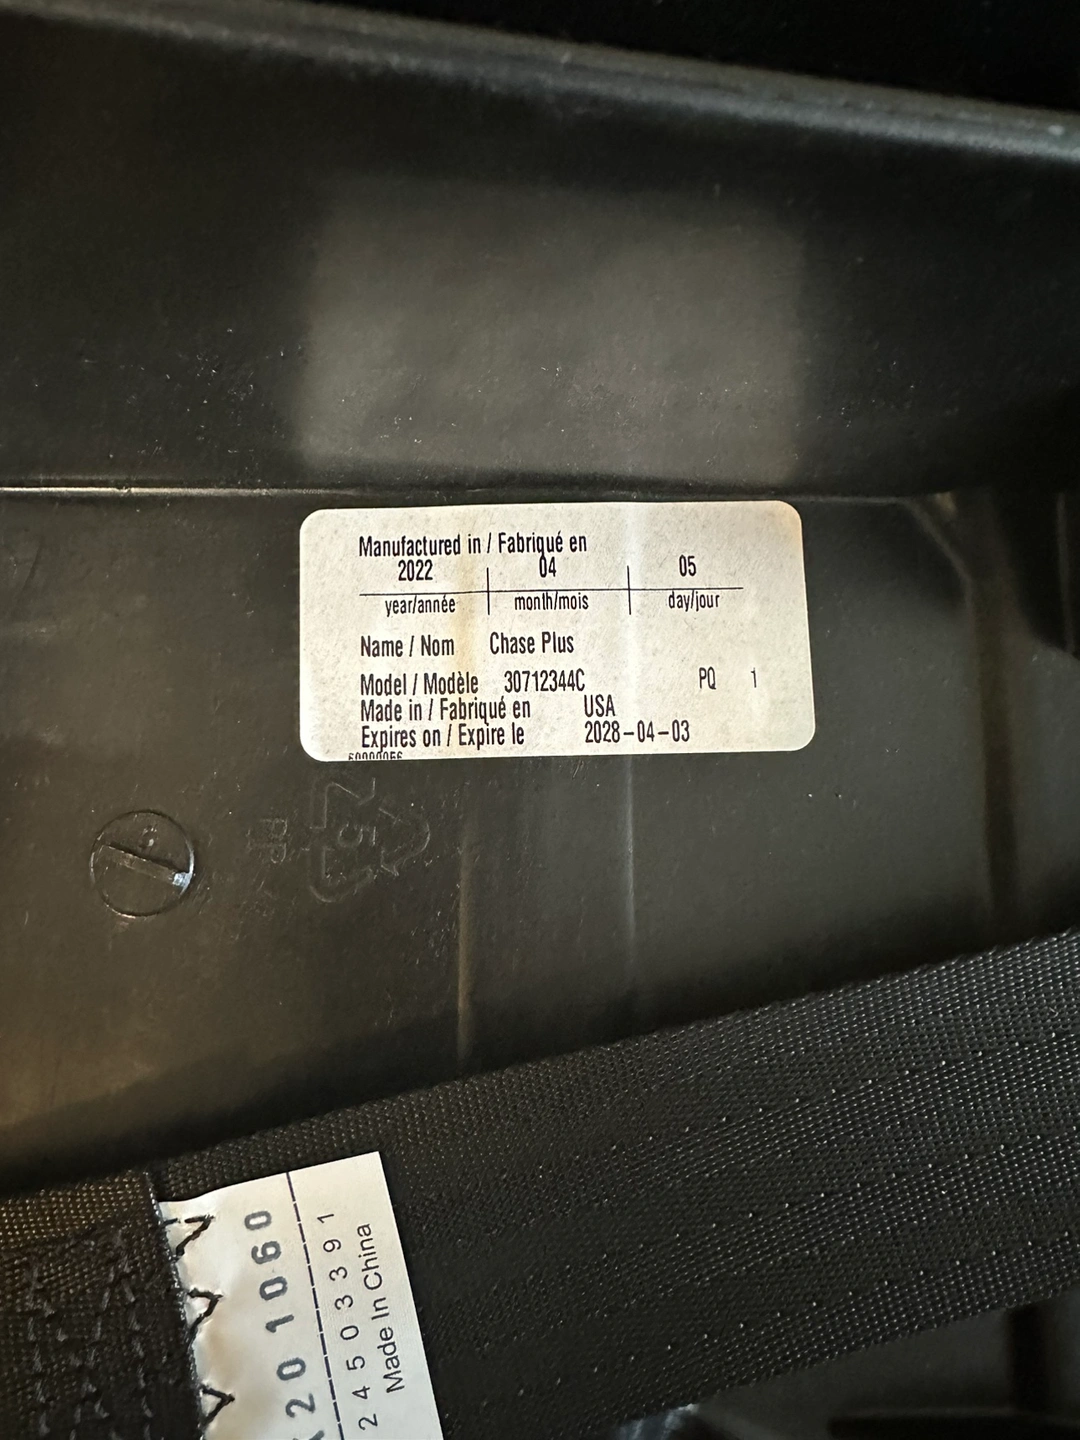 Manufactured in / Fabriqué en
2022 04 05
year/année month/mois day/jour
Name / Nom Chase Plus
Model / Modèle 30712344C PQ 1
Made in / Fabriqué en USA
Expires on / Expire le 2028-04-03
5
PP
201060
24503391
Made In China